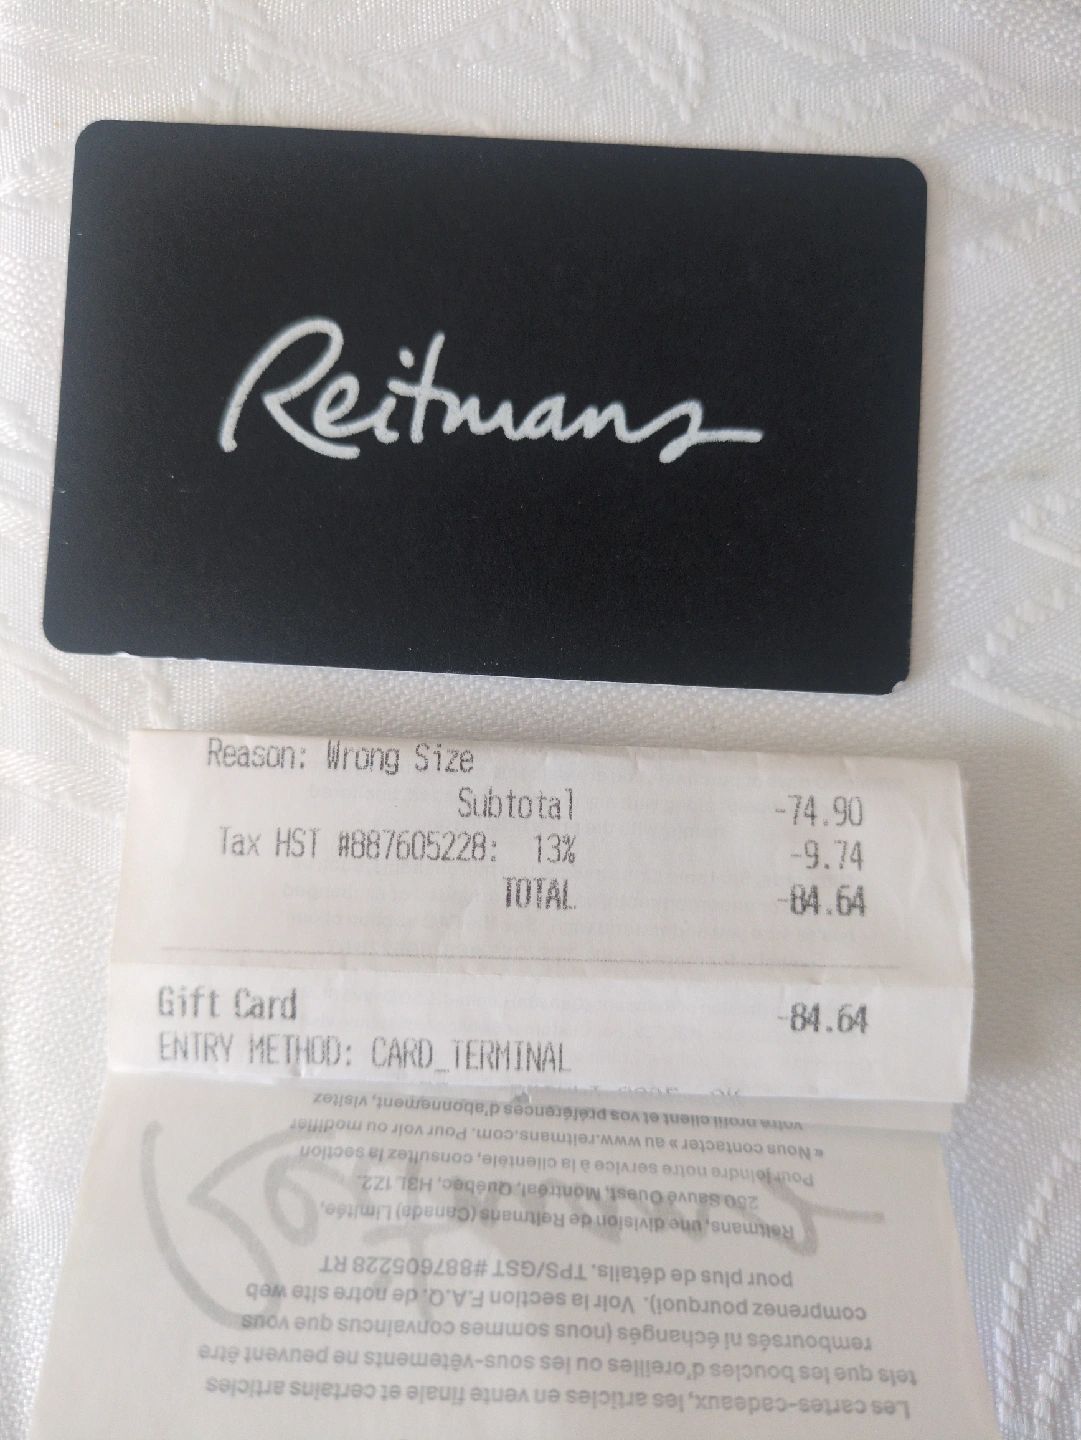 Reitmans
Reason: Wrong Size
Subtotal -74.90
Tax HST #887605228: 13% -9.74
TOTAL -84.64
Gift Card -84.64
ENTRY METHOD: CARD_TERMINAL
Les cartes-cadeaux, les articles en vente finale et certains articles
tels que les boucles d'oreilles ou les sous-vêtements ne peuvent être
remboursés ni échangés (nous sommes convaincus que vous
comprenez pourquoi). Voir la section F.A.Q. de notre site web
pour plus de détails. TPS/GST #887605228 RT
Reitmans, une division de Reitmans (Canada) Limitée,
250 Sauvé Ouest, Montréal, Québec, H3L 1Z2.
Pour joindre notre service à la clientèle, consultez la section
« Nous contacter » au www.reitmans.com. Pour voir ou modifier
votre profil client et vos préférences d'abonnement, visitez